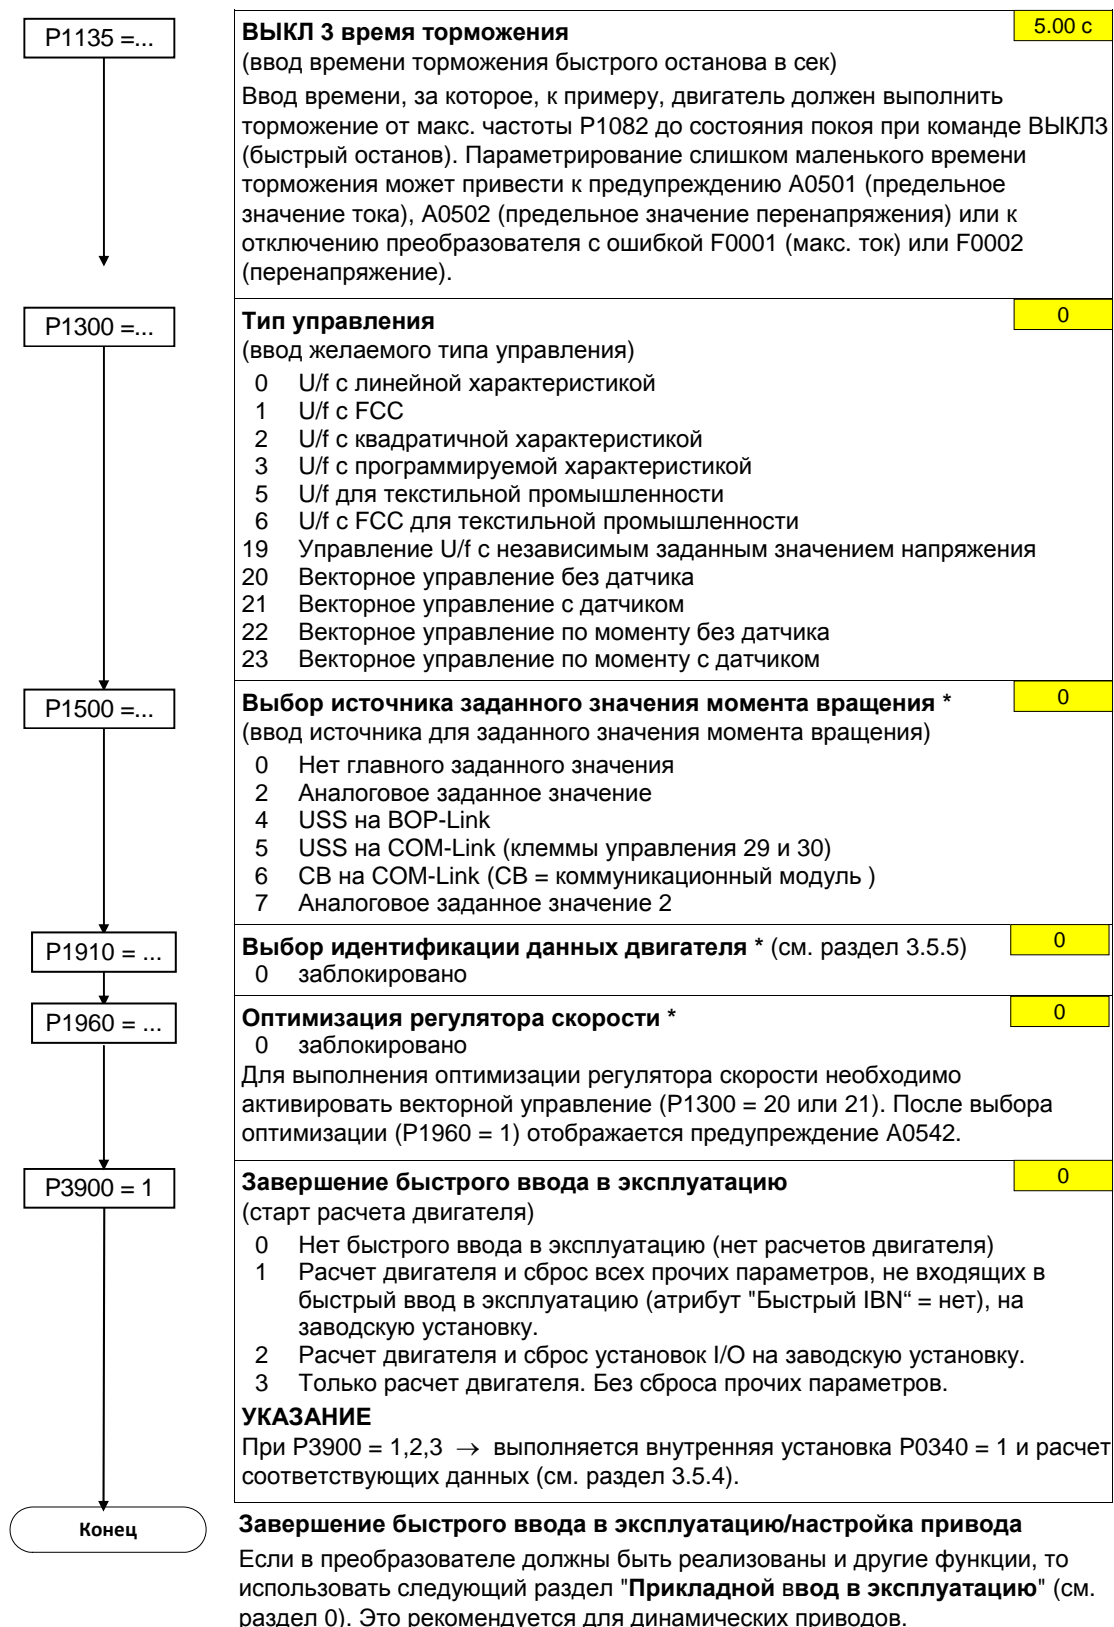 P1135 =...
ВЫКЛ 3 время торможения
5.00 с
(ввод времени торможения быстрого останова в сек)
Ввод времени, за которое, к примеру, двигатель должен выполнить
торможение от макс. частоты P1082 до состояния покоя при команде ВЫКЛ3
(быстрый останов). Параметрирование слишком маленького времени
торможения может привести к предупреждению A0501 (предельное
значение тока), A0502 (предельное значение перенапряжения) или к
отключению преобразователя с ошибкой F0001 (макс. ток) или F0002
(перенапряжение).
P1300 =...
Тип управления
0
(ввод желаемого типа управления)
0 U/f с линейной характеристикой
1 U/f с FCC
2 U/f с квадратичной характеристикой
3 U/f с программируемой характеристикой
5 U/f для текстильной промышленности
6 U/f с FCC для текстильной промышленности
19 Управление U/f с независимым заданным значением напряжения
20 Векторное управление без датчика
21 Векторное управление с датчиком
22 Векторное управление по моменту без датчика
23 Векторное управление по моменту с датчиком
P1500 =...
Выбор источника заданного значения момента вращения *
0
(ввод источника для заданного значения момента вращения)
0 Нет главного заданного значения
2 Аналоговое заданное значение
4 USS на BOP-Link
5 USS на COM-Link (клеммы управления 29 и 30)
6 CB на COM-Link (CB = коммуникационный модуль )
7 Аналоговое заданное значение 2
P1910 = ...
Выбор идентификации данных двигателя * (см. раздел 3.5.5)
0
0 заблокировано
P1960 = ...
Оптимизация регулятора скорости *
0
0 заблокировано
Для выполнения оптимизации регулятора скорости необходимо
активировать векторной управление (P1300 = 20 или 21). После выбора
оптимизации (P1960 = 1) отображается предупреждение A0542.
P3900 = 1
Завершение быстрого ввода в эксплуатацию
0
(старт расчета двигателя)
0 Нет быстрого ввода в эксплуатацию (нет расчетов двигателя)
1 Расчет двигателя и сброс всех прочих параметров, не входящих в
быстрый ввод в эксплуатацию (атрибут "Быстрый IBN“ = нет), на
заводскую установку.
2 Расчет двигателя и сброс установок I/O на заводскую установку.
3 Только расчет двигателя. Без сброса прочих параметров.
УКАЗАНИЕ
При P3900 = 1,2,3 → выполняется внутренняя установка P0340 = 1 и расчет
соответствующих данных (см. раздел 3.5.4).
Конец
Завершение быстрого ввода в эксплуатацию/настройка привода
Если в преобразователе должны быть реализованы и другие функции, то
использовать следующий раздел "Прикладной ввод в эксплуатацию" (см.
раздел 0). Это рекомендуется для динамических приводов.